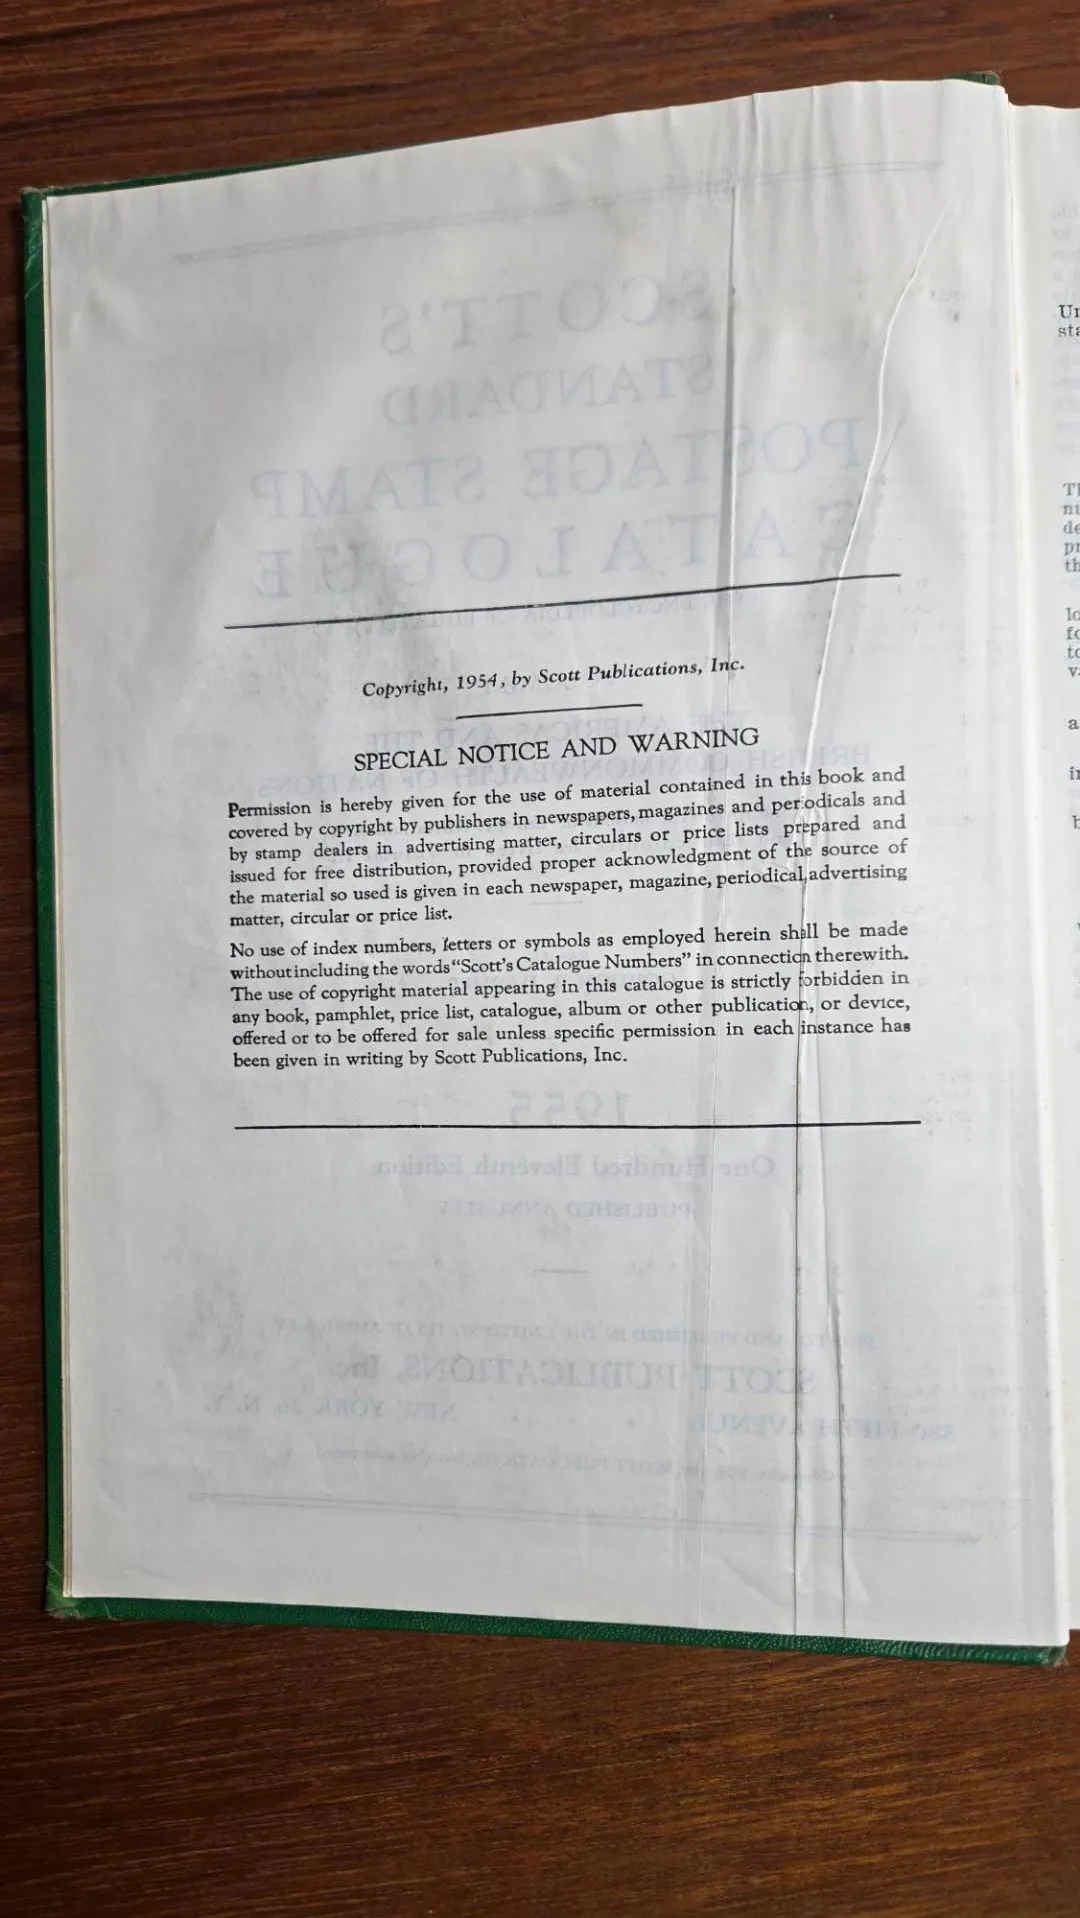 Copyright, 1954, by Scott Publications, Inc.
SPECIAL NOTICE AND WARNING
Permission is hereby given for the use of material contained in this book and
covered by copyright by publishers in newspapers, magazines and periodicals and
by stamp dealers in advertising matter, circulars or price lists prepared and
issued for free distribution, provided proper acknowledgment of the source of
the material so used is given in each newspaper, magazine, periodical, advertising
matter, circular or price list.
No use of index numbers, letters or symbols as employed herein shall be made
without including the words "Scott's Catalogue Numbers" in connection therewith.
The use of copyright material appearing in this catalogue is strictly forbidden in
any book, pamphlet, price list, catalogue, album or other publication, or device,
offered or to be offered for sale unless specific permission in each instance has
been given in writing by Scott Publications, Inc.